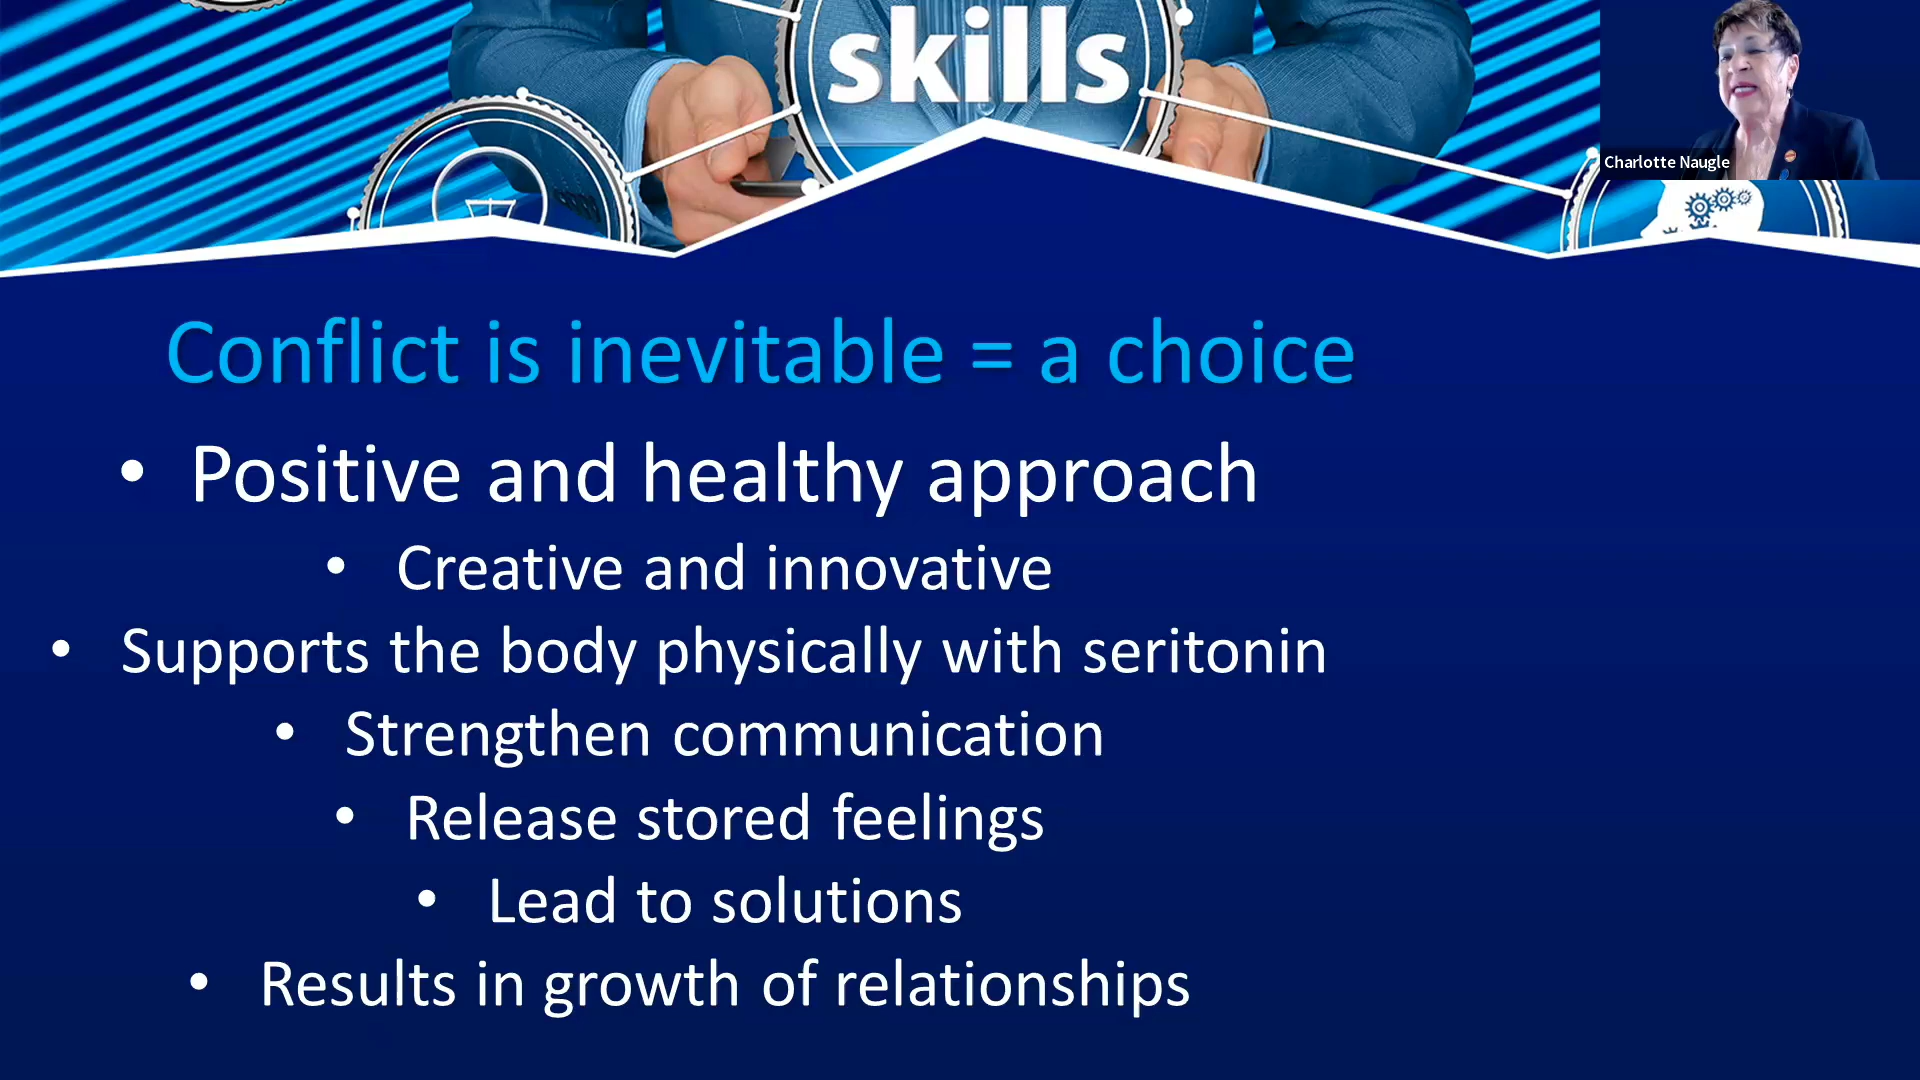 skills
Charlotte Naugle
Conflict is inevitable = a choice
• Positive and healthy approach
• Creative and innovative
• Supports the body physically with seritonin
• Strengthen communication
• Release stored feelings
• Lead to solutions
• Results in growth of relationships